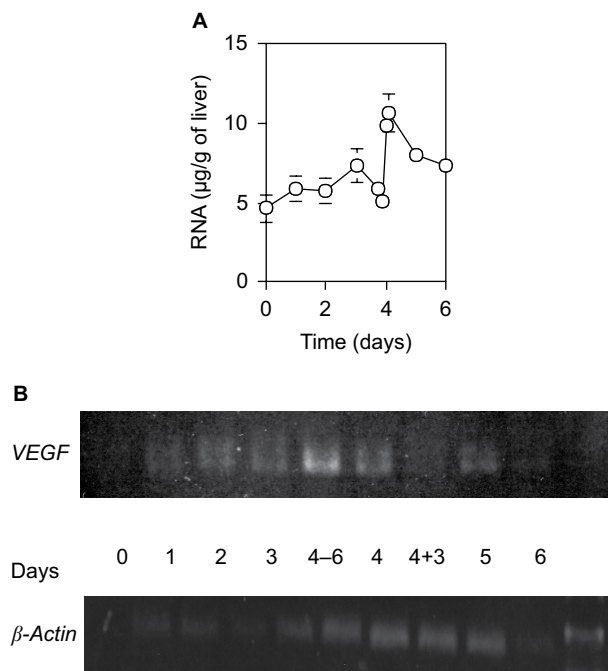 A
15
10
5
0
RNA (µg/g of liver)
0 2 4 6
Time (days)
B
VEGF
Days 0 1 2 3 4–6 4 4+3 5 6
β-Actin